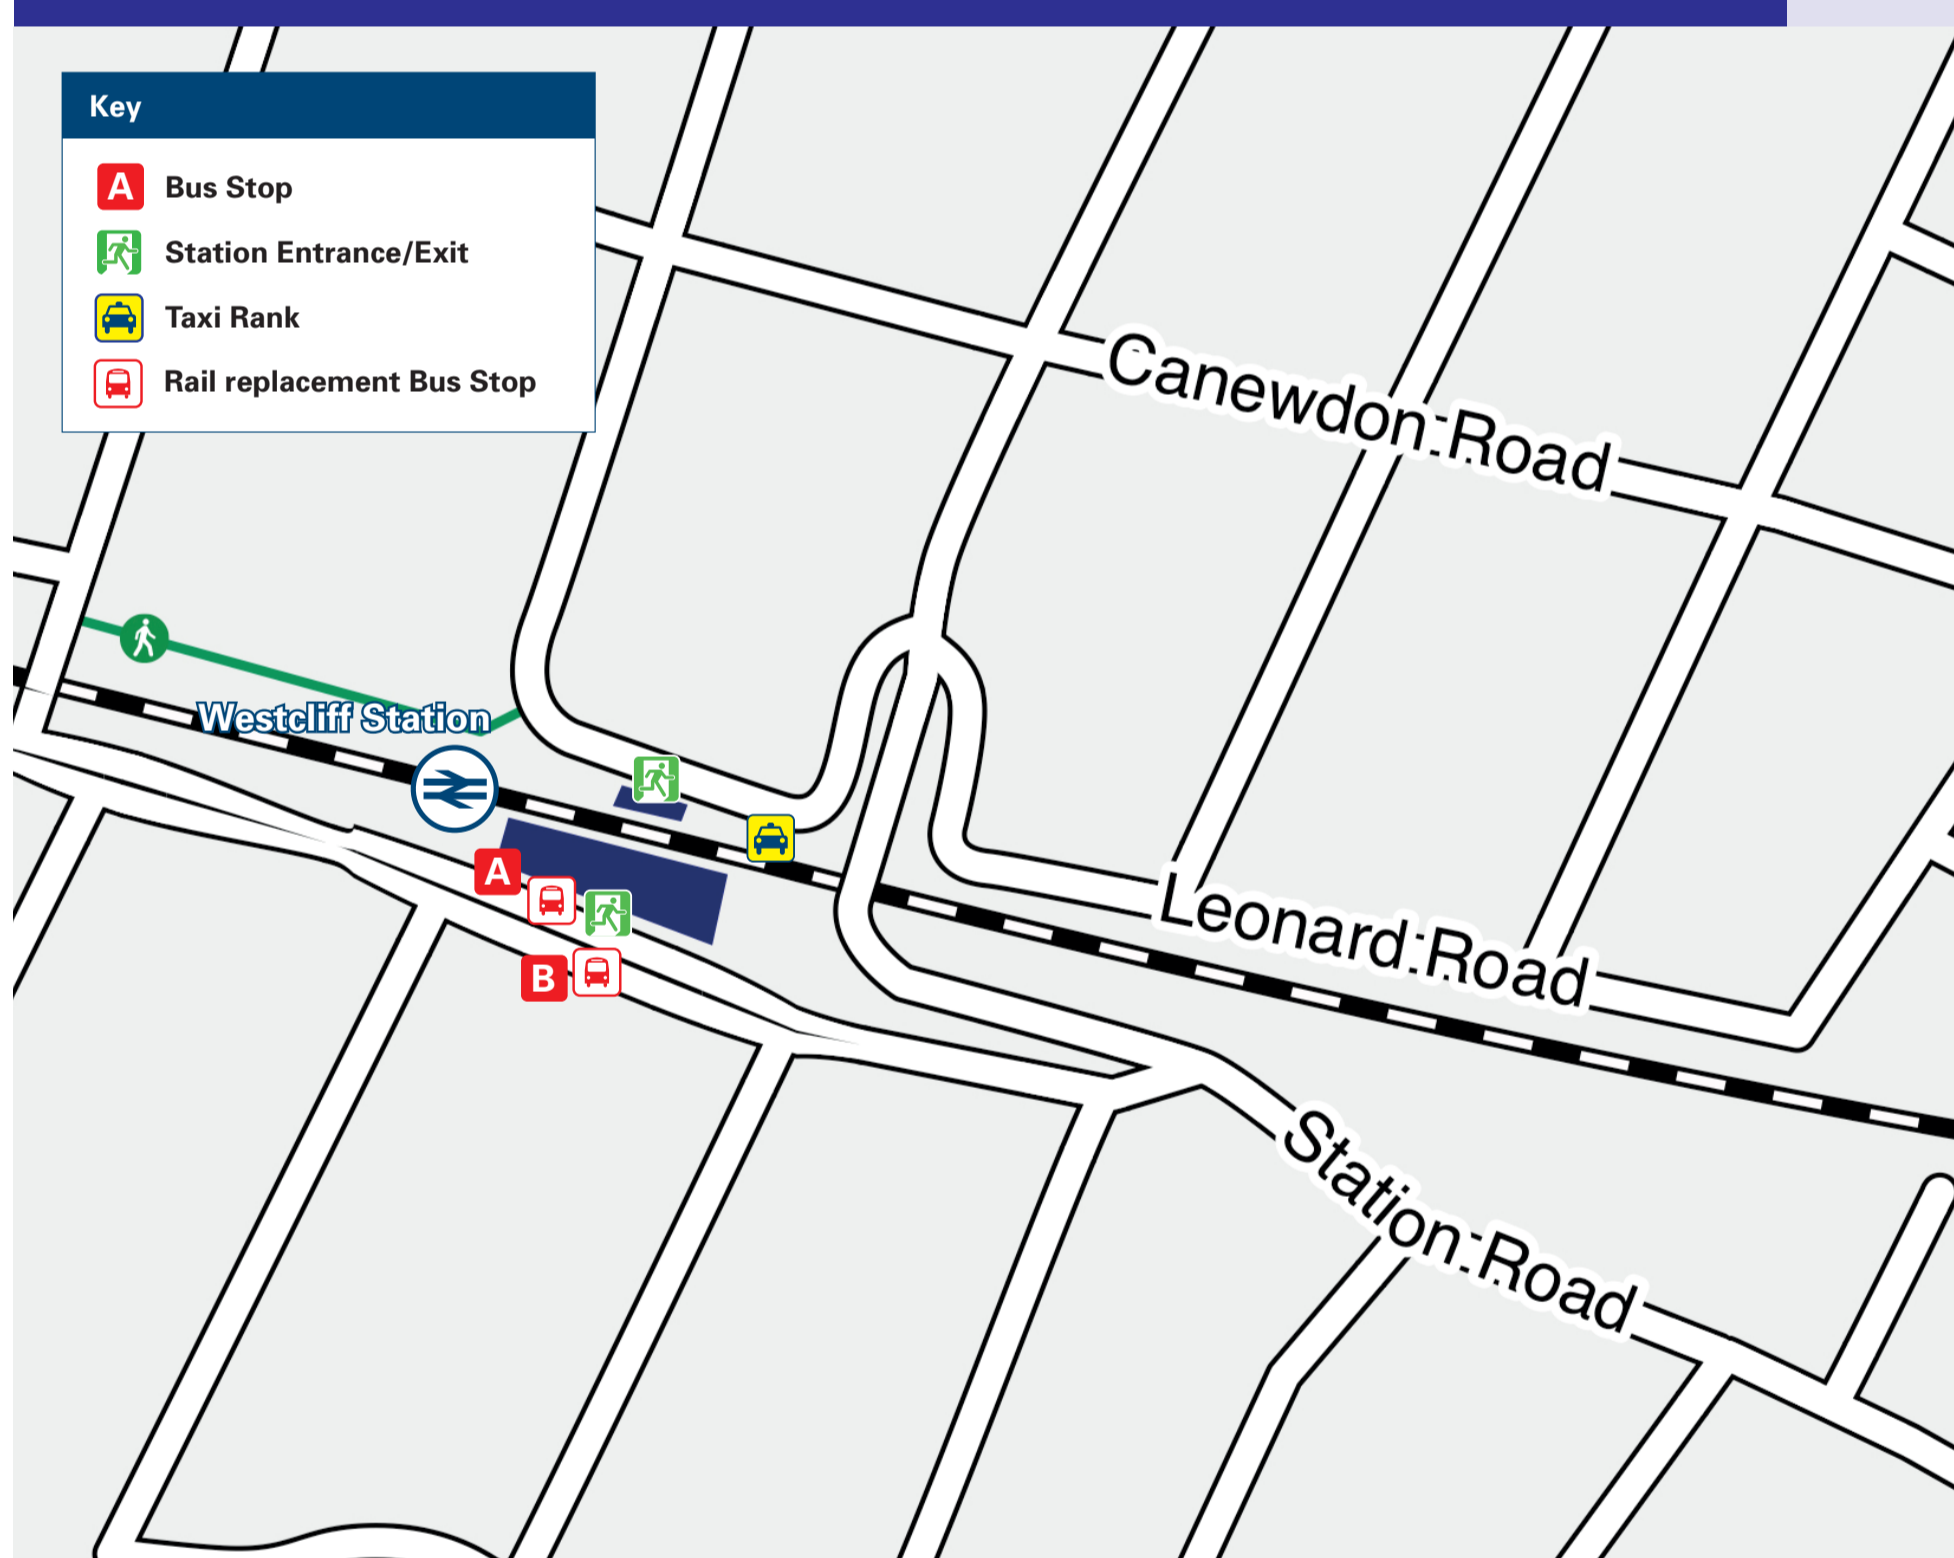 Key
A Bus Stop
Station Entrance/Exit
Taxi Rank
Rail replacement Bus Stop
Canewdon Road
Westcliff Station
A
Leonard Road
B
Station Road